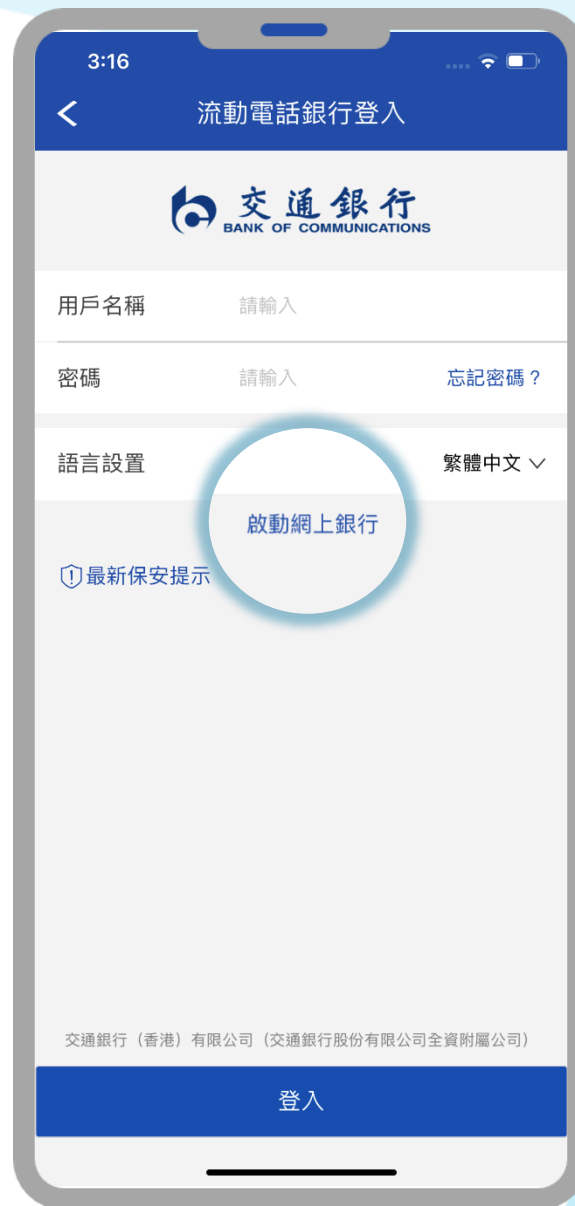 3:16
流動電話銀行登入
交通銀行
BANK OF COMMUNICATIONS
用戶名稱 請輸入
密碼 請輸入 忘記密碼？
語言設置 繁體中文
啟動網上銀行
最新保安提示
交通銀行（香港）有限公司（交通銀行股份有限公司全資附屬公司）
登入